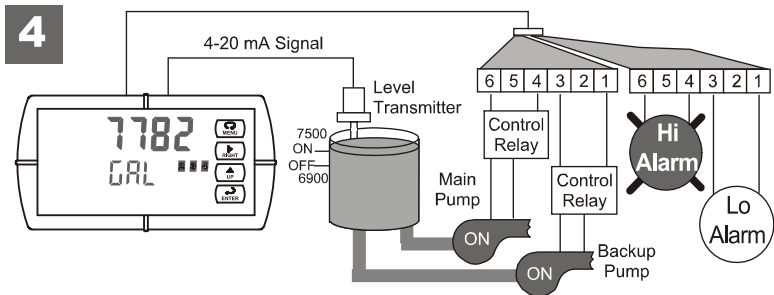 4
4-20 mA Signal
7782
GAL
MENU
RIGHT
UP
ENTER
Level
Transmitter
7500
ON
OFF
6900
6 5 4 3 2 1
6 5 4 3 2 1
Control
Relay
Control
Relay
Main
Pump
ON
Backup
Pump
ON
Hi
Alarm
Lo
Alarm